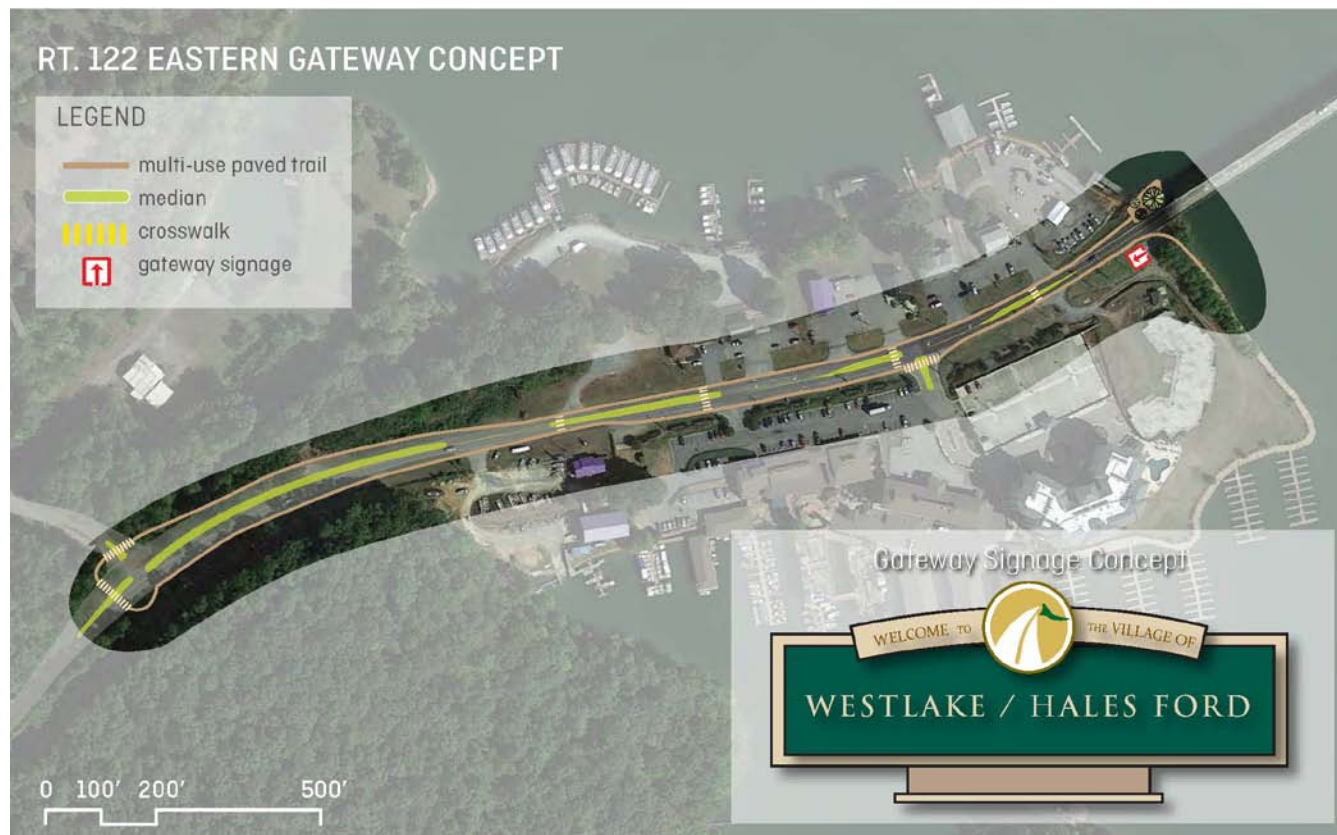 RT. 122 EASTERN GATEWAY CONCEPT
LEGEND
multi-use paved trail
median
crosswalk
gateway signage
Gateway Signage Concept
WELCOME TO THE VILLAGE OF
WESTLAKE / HALES FORD
0 100' 200' 500'